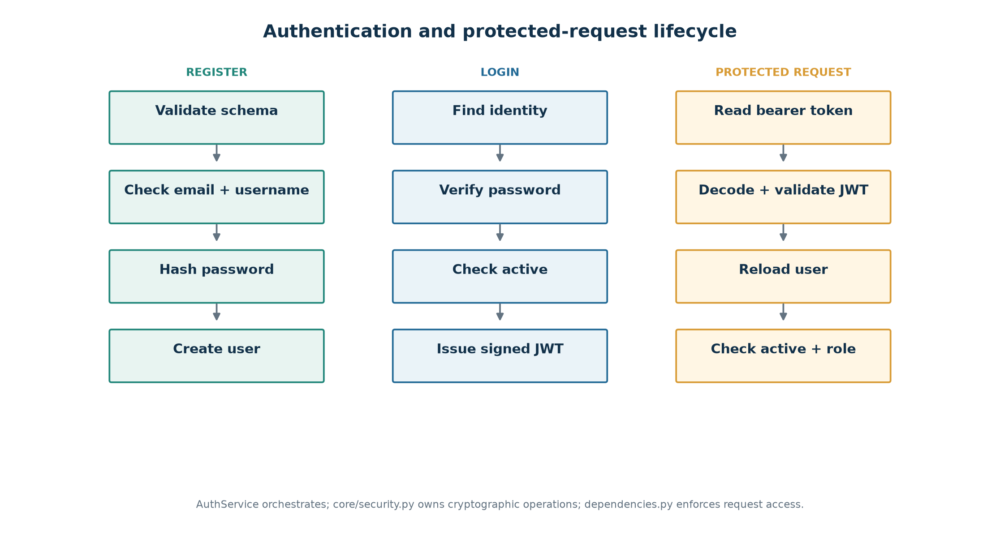 Authentication and protected-request lifecycle
REGISTER
Validate schema
Check email + username
Hash password
Create user
LOGIN
Find identity
Verify password
Check active
Issue signed JWT
PROTECTED REQUEST
Read bearer token
Decode + validate JWT
Reload user
Check active + role
AuthService orchestrates; core/security.py owns cryptographic operations; dependencies.py enforces request access.